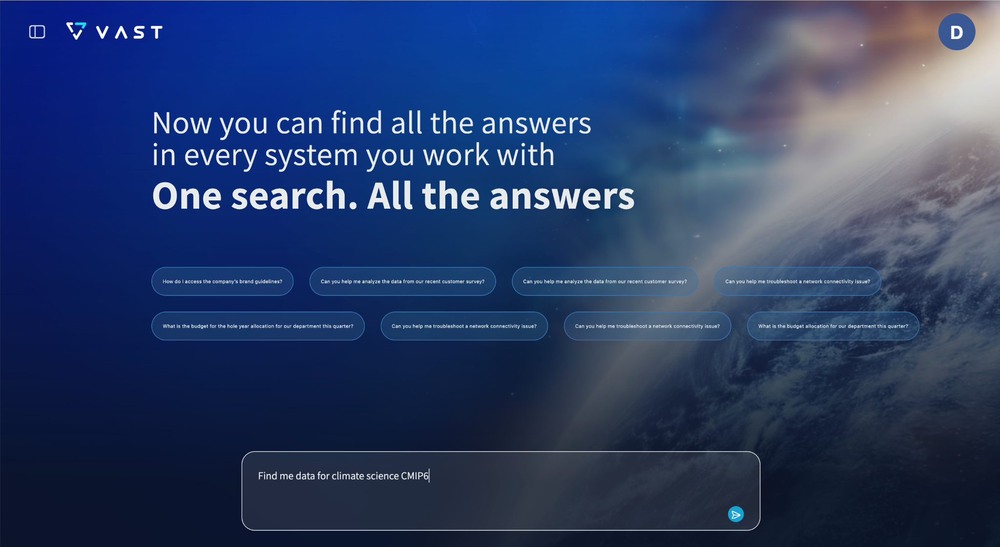 VAST
D
Now you can find all the answers
in every system you work with
One search. All the answers
How do I access the company's brand guidelines?
Can you help me analyze the data from our recent customer survey?
Can you help me analyze the data from our recent customer survey?
Can you help me troubleshoot a network connectivity issue?
What is the budget for the hole year allocation for our department this quarter?
Can you help me troubleshoot a network connectivity issue?
Can you help me troubleshoot a network connectivity issue?
What is the budget allocation for our department this quarter?
Find me data for climate science CMIP6